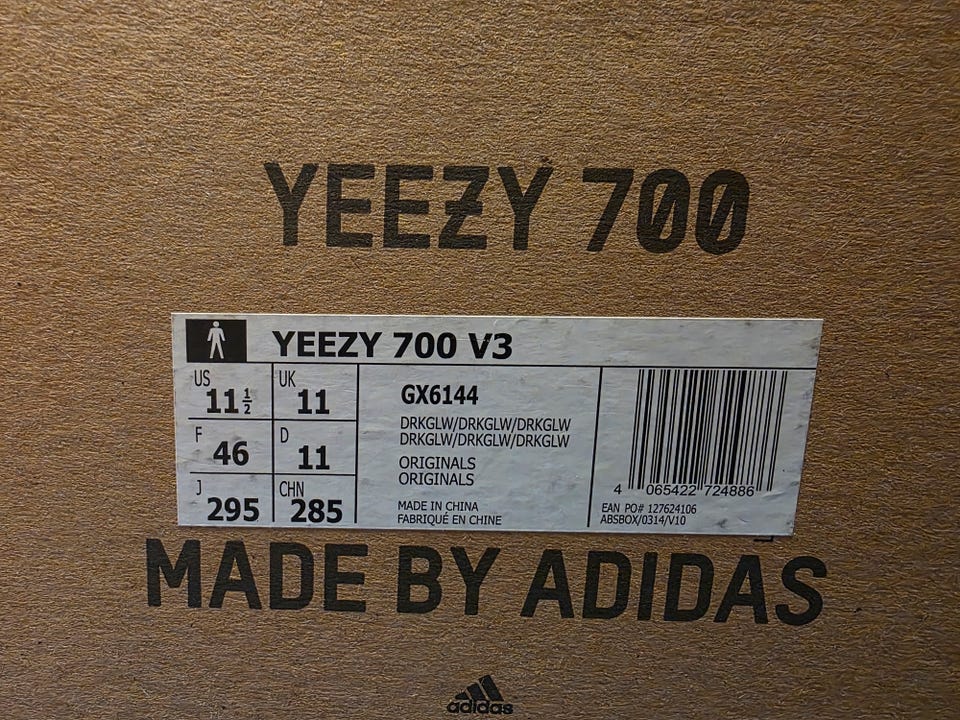 YEEZY 700
YEEZY 700 V3
US
11 1/2
UK
11
F
46
D
11
J
295
CHN
285
GX6144
DRKGLW/DRKGLW/DRKGLW
DRKGLW/DRKGLW/DRKGLW
ORIGINALS
ORIGINALS
MADE IN CHINA
FABRIQUÉ EN CHINE
4 065422 724886
EAN PO# 127624106
ABSBOX/0314/V10
MADE BY ADIDAS
adidas